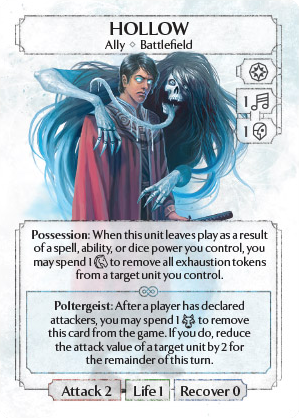 HOLLOW
Ally ◇ Battlefield
1
1
Possession: When this unit leaves play as a result
of a spell, ability, or dice power you control, you
may spend 1 to remove all exhaustion tokens
from a target unit you control.
Poltergeist: After a player has declared
attackers, you may spend 1 to remove
this card from the game. If you do, reduce
the attack value of a target unit by 2 for
the remainder of this turn.
Attack 2 Life 1 Recover 0